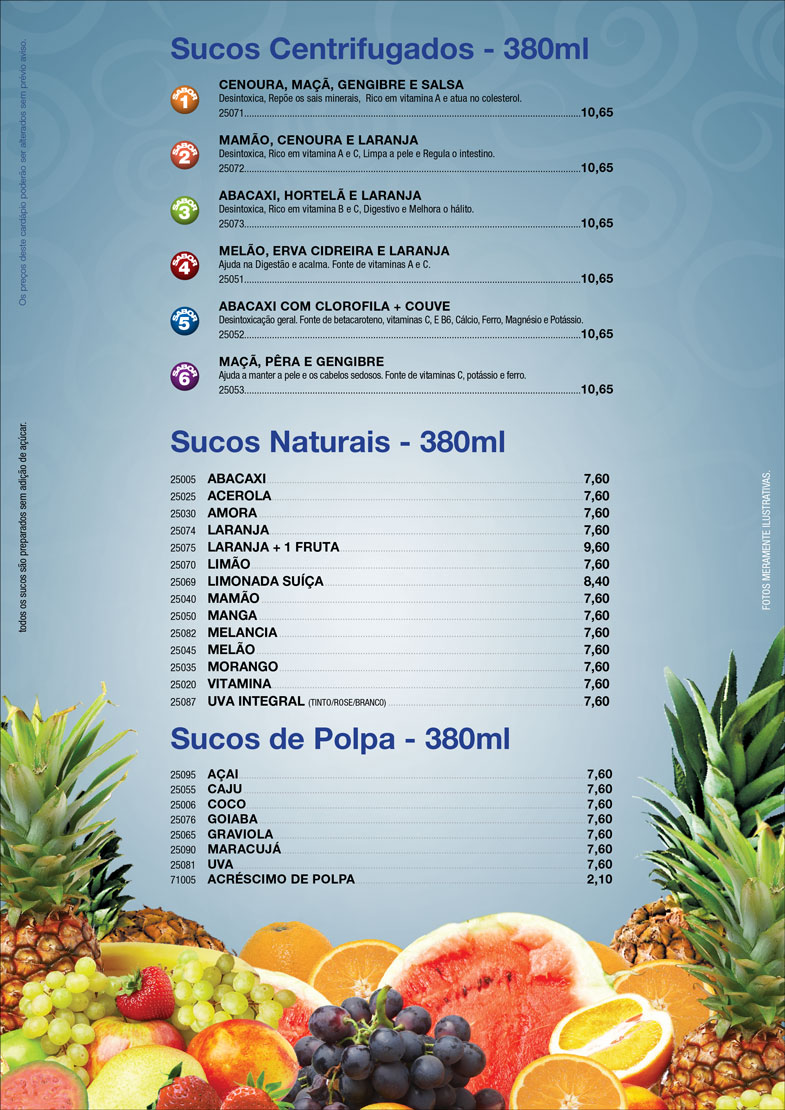 Sucos Centrifugados - 380ml
SABOR 1
CENOURA, MAÇÃ, GENGIBRE E SALSA
Desintoxica, Repõe os sais minerais, Rico em vitamina A e atua no colesterol.
25071 10,65
SABOR 2
MAMÃO, CENOURA E LARANJA
Desintoxica, Rico em vitamina A e C, Limpa a pele e Regula o intestino.
25072 10,65
SABOR 3
ABACAXI, HORTELÃ E LARANJA
Desintoxica, Rico em vitamina B e C, Digestivo e Melhora o hálito.
25073 10,65
SABOR 4
MELÃO, ERVA CIDREIRA E LARANJA
Ajuda na Digestão e acalma. Fonte de vitaminas A e C.
25051 10,65
SABOR 5
ABACAXI COM CLOROFILA + COUVE
Desintoxicação geral. Fonte de betacaroteno, vitaminas C, E B6, Cálcio, Ferro, Magnésio e Potássio.
25052 10,65
SABOR 6
MAÇÃ, PÊRA E GENGIBRE
Ajuda a manter a pele e os cabelos sedosos. Fonte de vitaminas C, potássio e ferro.
25053 10,65
Sucos Naturais - 380ml
25005 ABACAXI 7,60
25025 ACEROLA 7,60
25030 AMORA 7,60
25074 LARANJA 7,60
25075 LARANJA + 1 FRUTA 9,60
25070 LIMÃO 7,60
25069 LIMONADA SUÍÇA 8,40
25040 MAMÃO 7,60
25050 MANGA 7,60
25082 MELANCIA 7,60
25045 MELÃO 7,60
25035 MORANGO 7,60
25020 VITAMINA 7,60
25087 UVA INTEGRAL (TINTO/ROSE/BRANCO) 7,60
Sucos de Polpa - 380ml
25095 AÇAI 7,60
25055 CAJU 7,60
25006 COCO 7,60
25076 GOIABA 7,60
25065 GRAVIOLA 7,60
25090 MARACUJÁ 7,60
25081 UVA 7,60
71005 ACRÉSCIMO DE POLPA 2,10
Os preços deste cardápio poderão ser alterados sem prévio aviso.
todos os sucos são preparados sem adição de açúcar.
FOTOS MERAMENTE ILUSTRATIVAS.